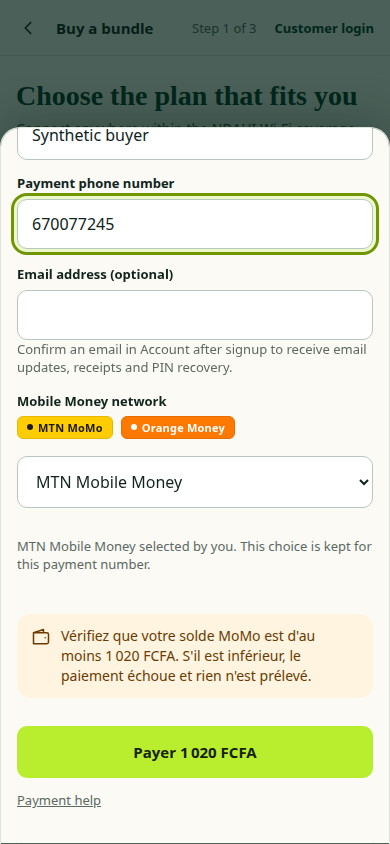 Buy a bundle
Step 1 of 3
Customer login
Choose the plan that fits you
Synthetic buyer
Payment phone number
670077245
Email address (optional)
Confirm an email in Account after signup to receive email
updates, receipts and PIN recovery.
Mobile Money network
MTN MoMo
Orange Money
MTN Mobile Money
MTN Mobile Money selected by you. This choice is kept for
this payment number.
Vérifiez que votre solde MoMo est d'au
moins 1 020 FCFA. S'il est inférieur, le
paiement échoue et rien n'est prélevé.
Payer 1 020 FCFA
Payment help